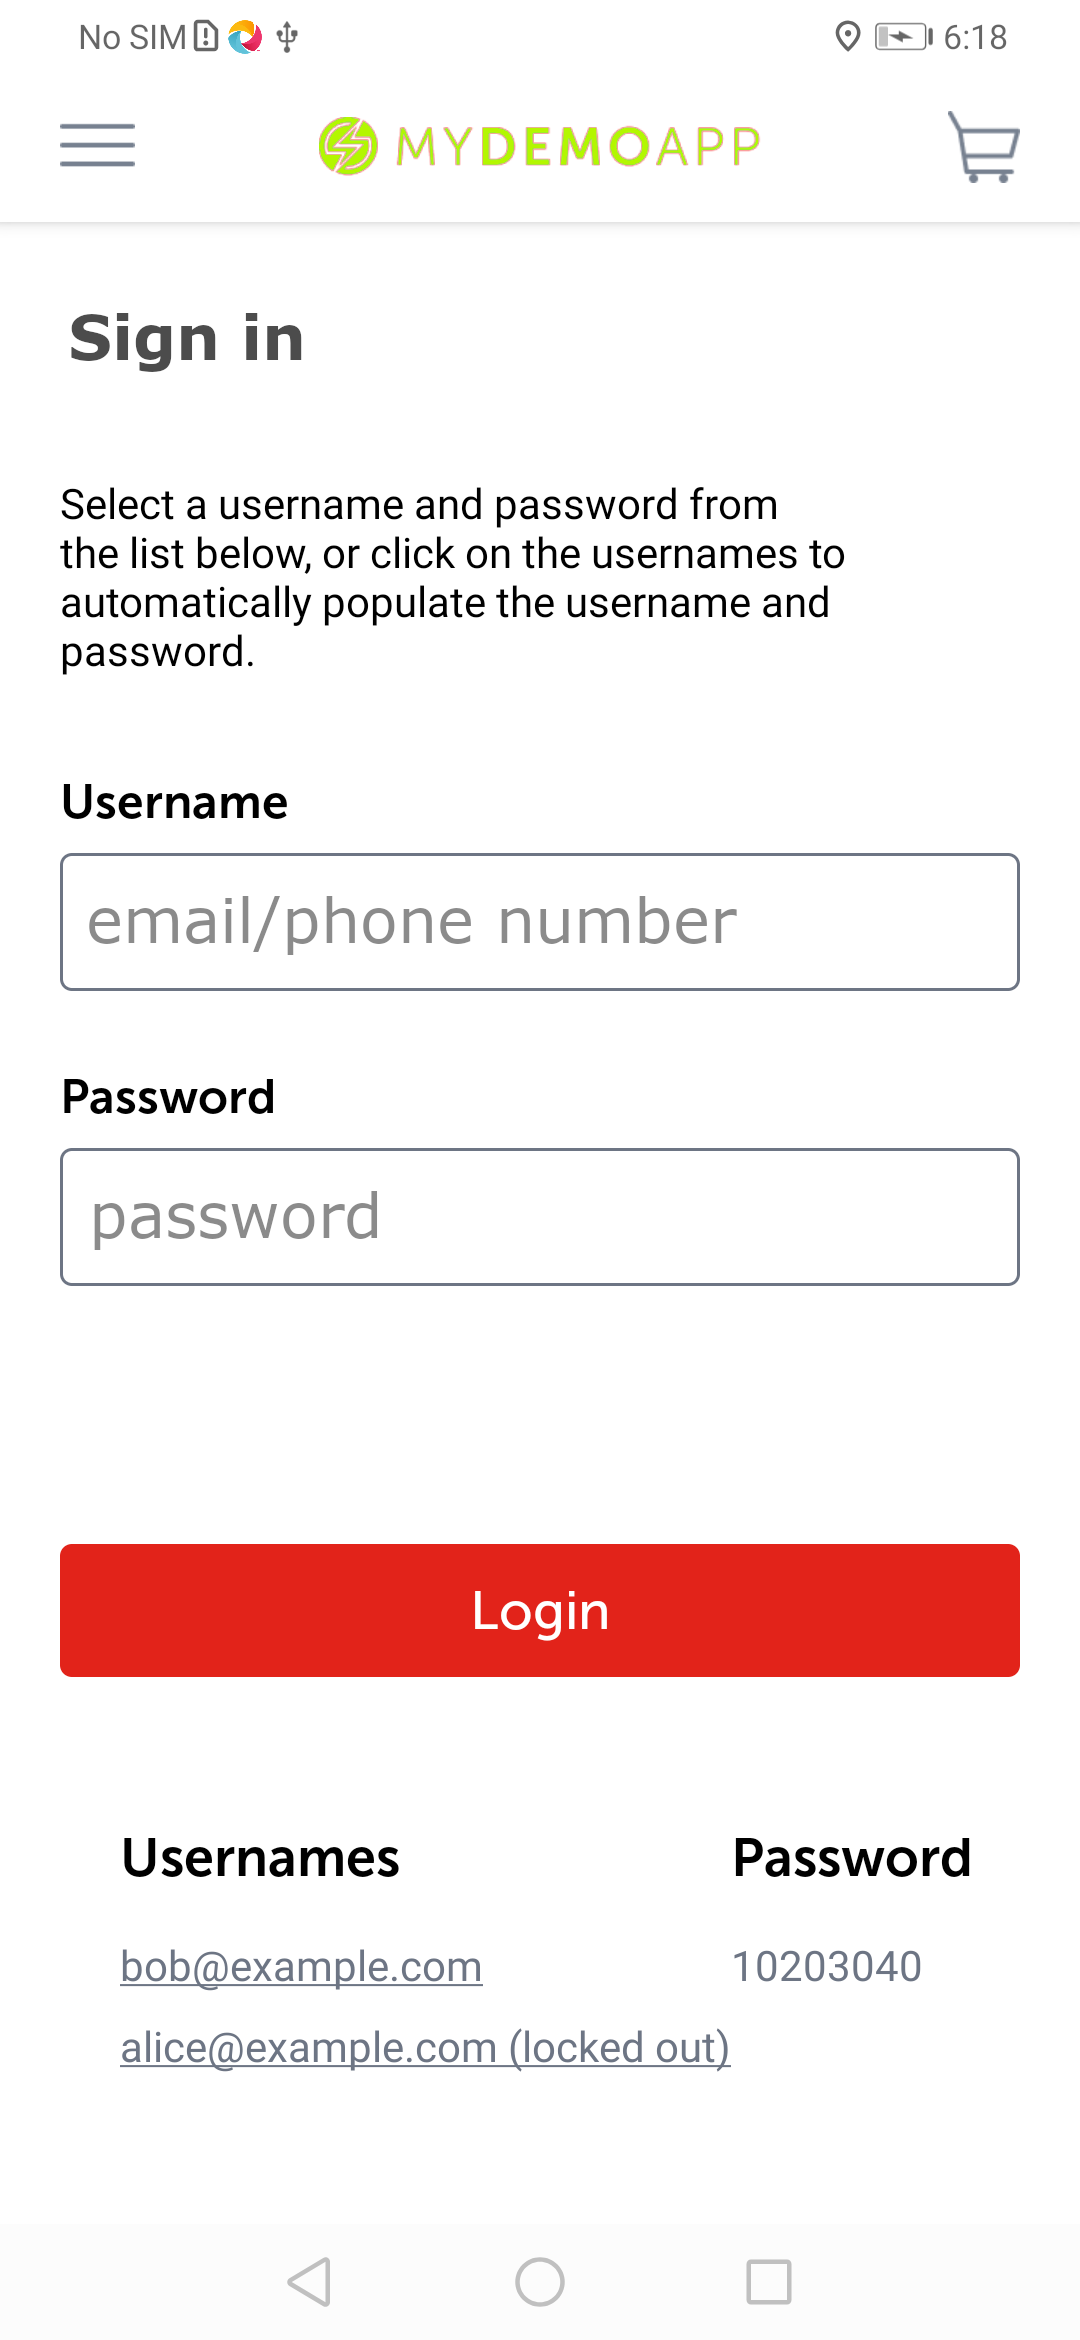 No SIM 6:18
MYDEMOAPP
Sign in
Select a username and password from
the list below, or click on the usernames to
automatically populate the username and
password.
Username
email/phone number
Password
password
Login
Usernames Password
bob@example.com 10203040
alice@example.com (locked out)